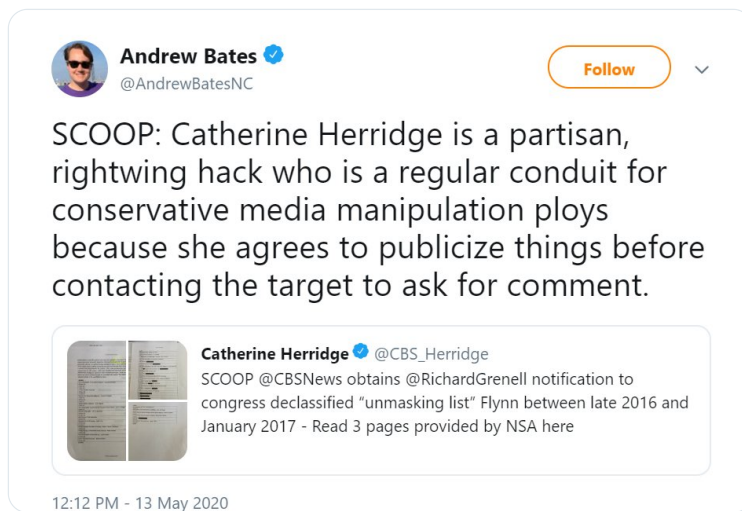 Andrew Bates
@AndrewBatesNC
Follow
SCOOP: Catherine Herridge is a partisan,
rightwing hack who is a regular conduit for
conservative media manipulation ploys
because she agrees to publicize things before
contacting the target to ask for comment.
Catherine Herridge @CBS_Herridge
SCOOP @CBSNews obtains @RichardGrenell notification to
congress declassified “unmasking list” Flynn between late 2016 and
January 2017 - Read 3 pages provided by NSA here
12:12 PM - 13 May 2020